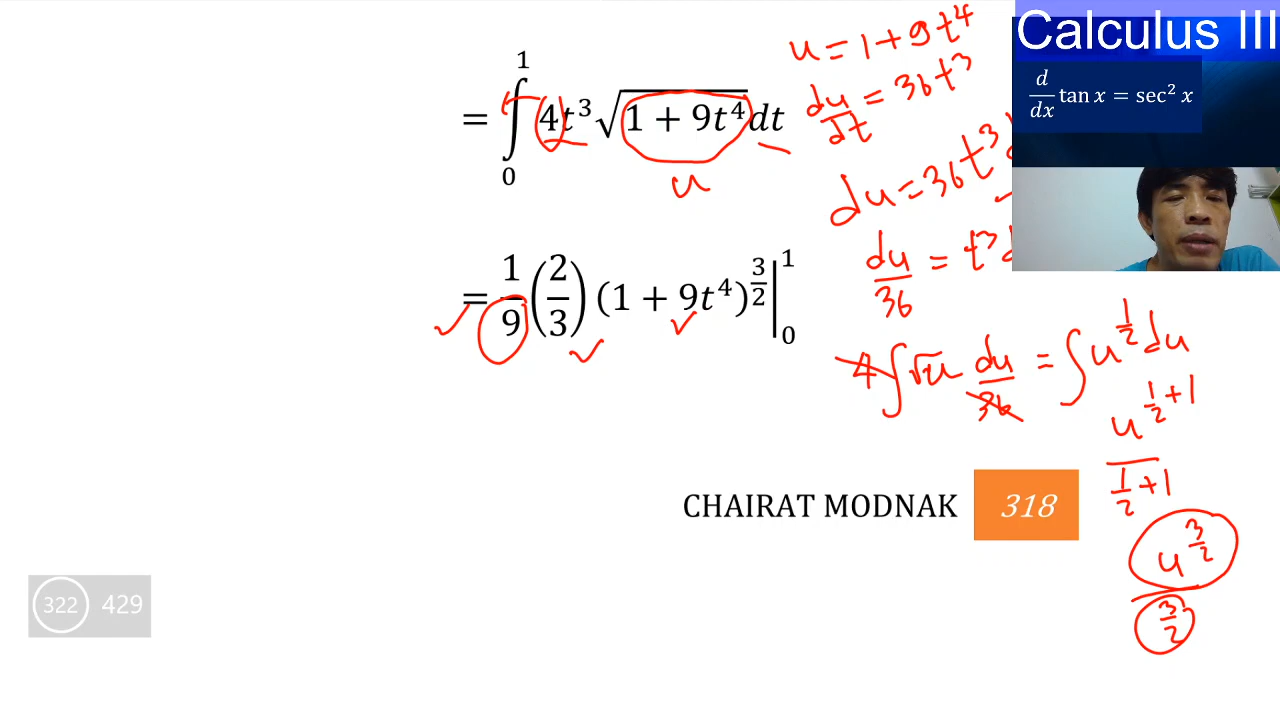 Calculus III
d/dx tan x = sec² x
= ∫₀¹ 4t³ √(1 + 9t⁴) dt
u
u = 1 + 9t⁴
du/dt = 36t³
du = 36t³
du/36 = t³
= 1/9 (2/3) (1 + 9t⁴)^(3/2) |₀¹
4 ∫ √u du/36 = ∫ u^(1/2) du
u^(1/2 + 1)
1/2 + 1
u^(3/2)
3/2
CHAIRAT MODNAK 318
322 429